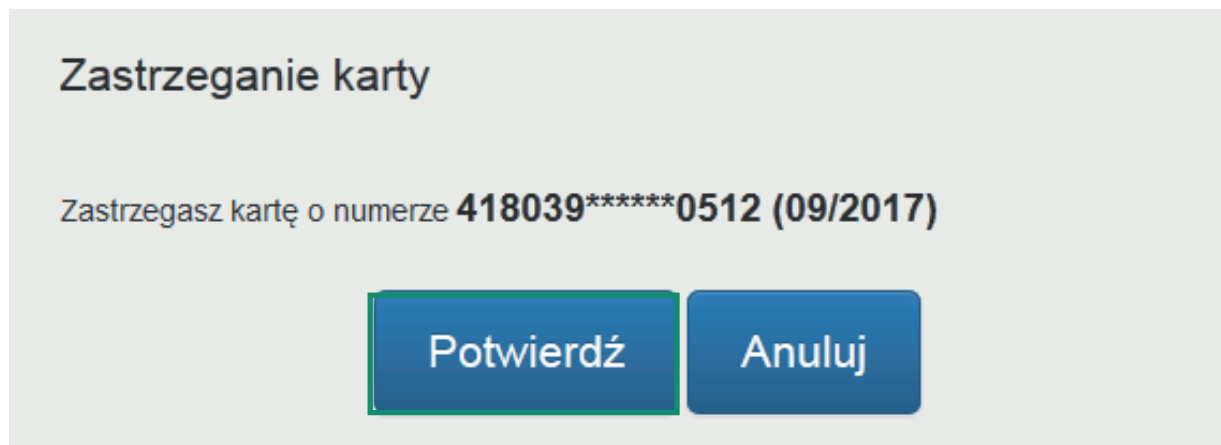 Zastrzeganie karty
Zastrzegasz kartę o numerze 418039******0512 (09/2017)
Potwierdź Anuluj